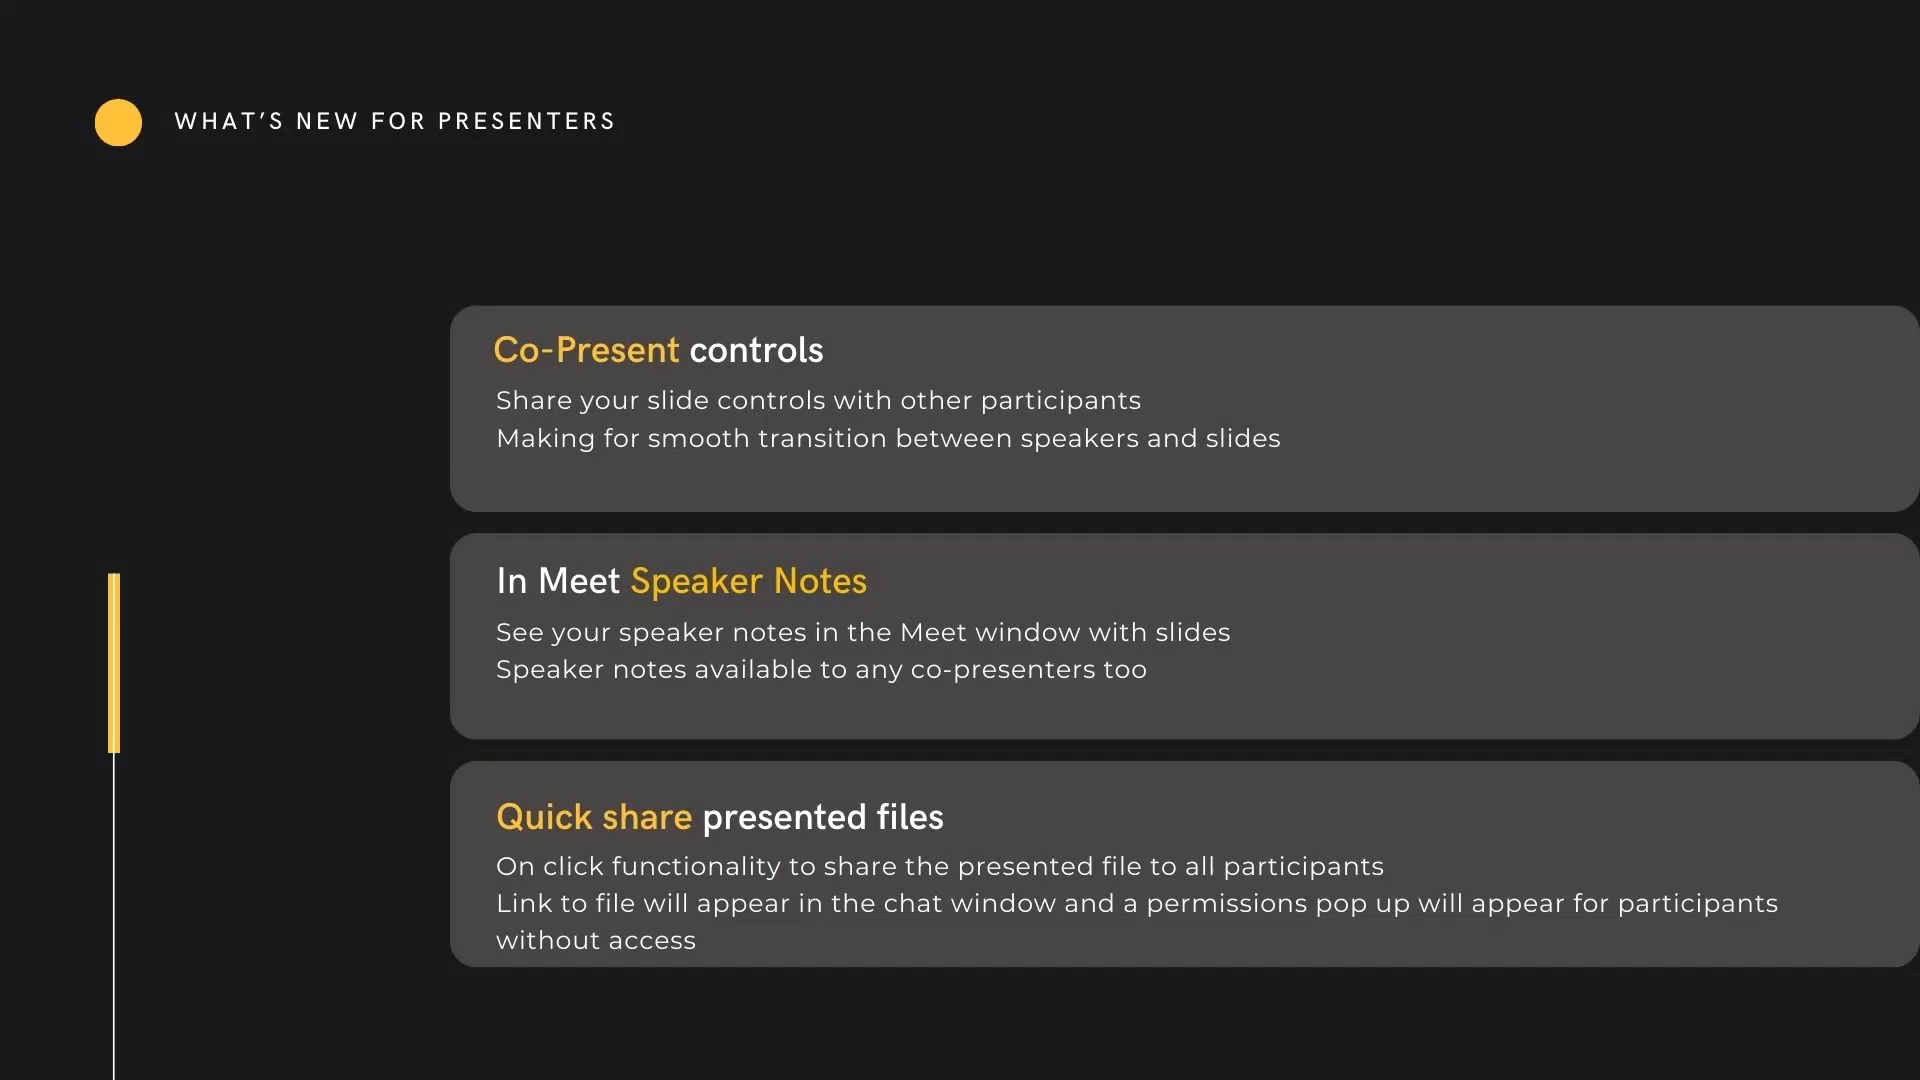 WHAT’S NEW FOR PRESENTERS
Co-Present controls
Share your slide controls with other participants
Making for smooth transition between speakers and slides
In Meet Speaker Notes
See your speaker notes in the Meet window with slides
Speaker notes available to any co-presenters too
Quick share presented files
On click functionality to share the presented file to all participants
Link to file will appear in the chat window and a permissions pop up will appear for participants
without access